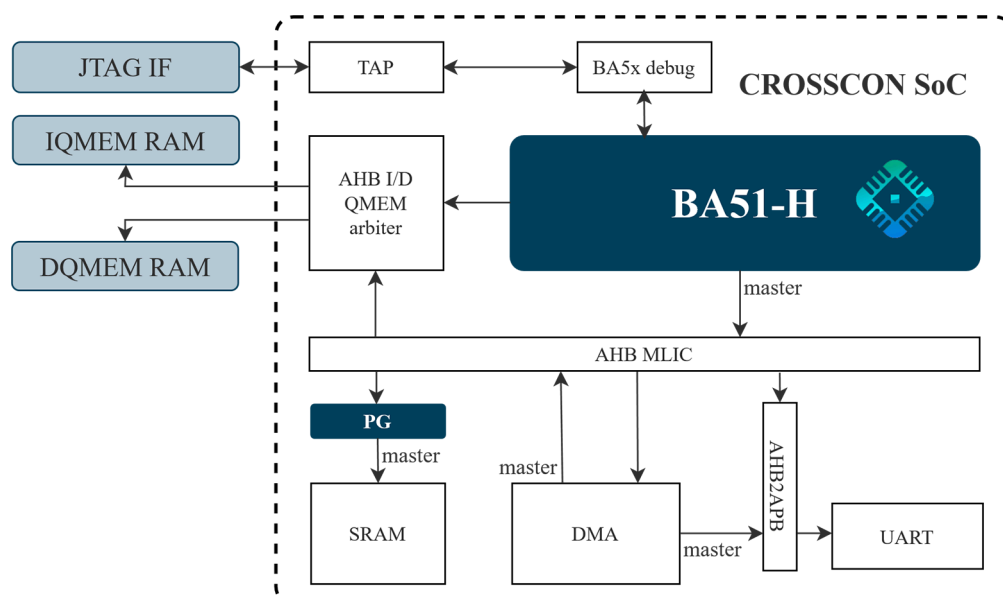 JTAG IF
TAP
BA5x debug
CROSSCON SoC
IQMEM RAM
AHB I/D
QMEM
arbiter
BA51-H
DQMEM RAM
master
AHB MLIC
PG
master
master
AHB2APB
SRAM
DMA
master
UART